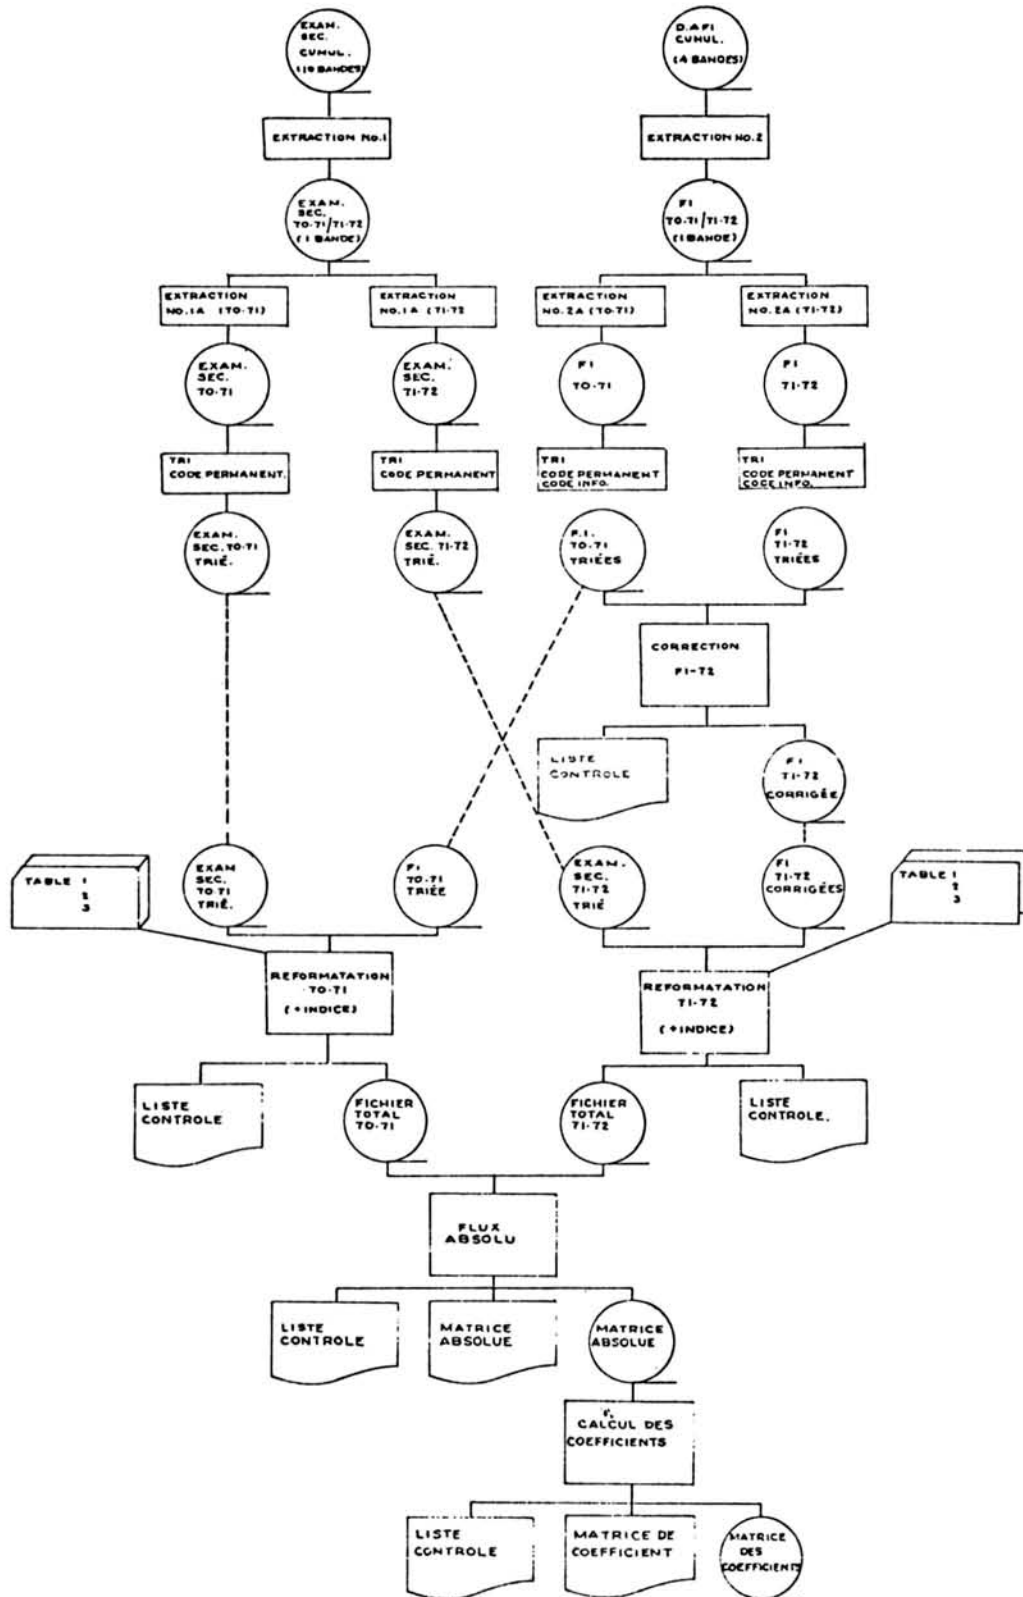 EXAM.
SEC.
CUMUL.
D.A FI
CUMUL.
(4 BANDES)
EXTRACTION NO.1
EXTRACTION NO.2
EXAM.
SEC.
70-71/71-72
(1 BANDE)
FI
70-71/71-72
(1 BANDE)
EXTRACTION
NO.1A (70-71)
EXTRACTION
NO.1A (71-72
EXTRACTION
NO.2A (70-71)
EXTRACTION
NO.2A (71-72)
EXAM.
SEC.
70-71
EXAM.
SEC.
71-72
FI
70-71
FI
71-72
TRI
CODE PERMANENT.
TRI
CODE PERMANENT
TRI
CODE PERMANENT
CODE INFO.
TRI
CODE PERMANENT
CODE INFO.
EXAM.
SEC. 70-71
TRIÉ.
EXAM.
SEC. 71-72
TRIÉ.
F.I.
70-71
TRIÉES
FI
71-72
TRIÉES
CORRECTION
FI-72
LISTE
CONTROLE
FI
71-72
CORRIGÉE
TABLE 1
2
3
EXAM
SEC.
70-71
TRIÉ.
FI
70-71
TRIÉE
EXAM.
SEC.
71-72
TRIÉ
FI
71-72
CORRIGÉES
TABLE 1
2
3
REFORMATATION
70-71
(+INDICE)
REFORMATATION
71-72
(+INDICE)
LISTE
CONTROLE
FICHIER
TOTAL
70-71
FICHIER
TOTAL
71-72
LISTE
CONTROLE.
FLUX
ABSOLU
LISTE
CONTROLE
MATRICE
ABSOLUE
MATRICE
ABSOLUE
CALCUL DES
COEFFICIENTS
LISTE
CONTROLE
MATRICE DE
COEFFICIENT
MATRICE
DES
COEFFICIENTS